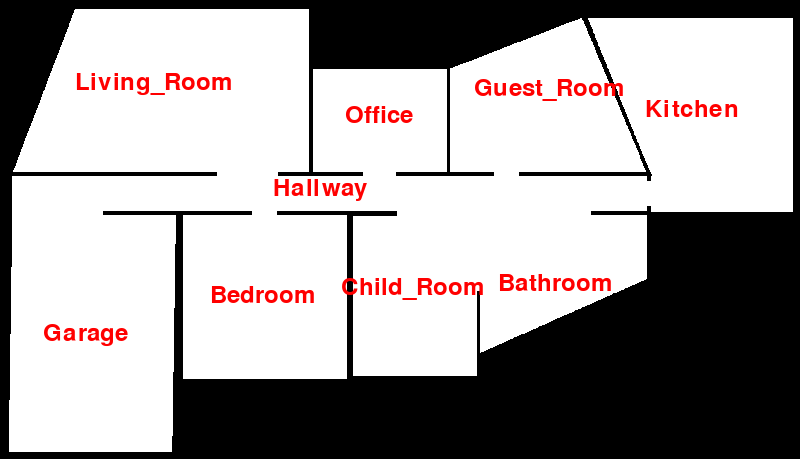 Living_Room
Guest_Room
Office
Kitchen
Hallway
Child_Room
Bathroom
Bedroom
Garage